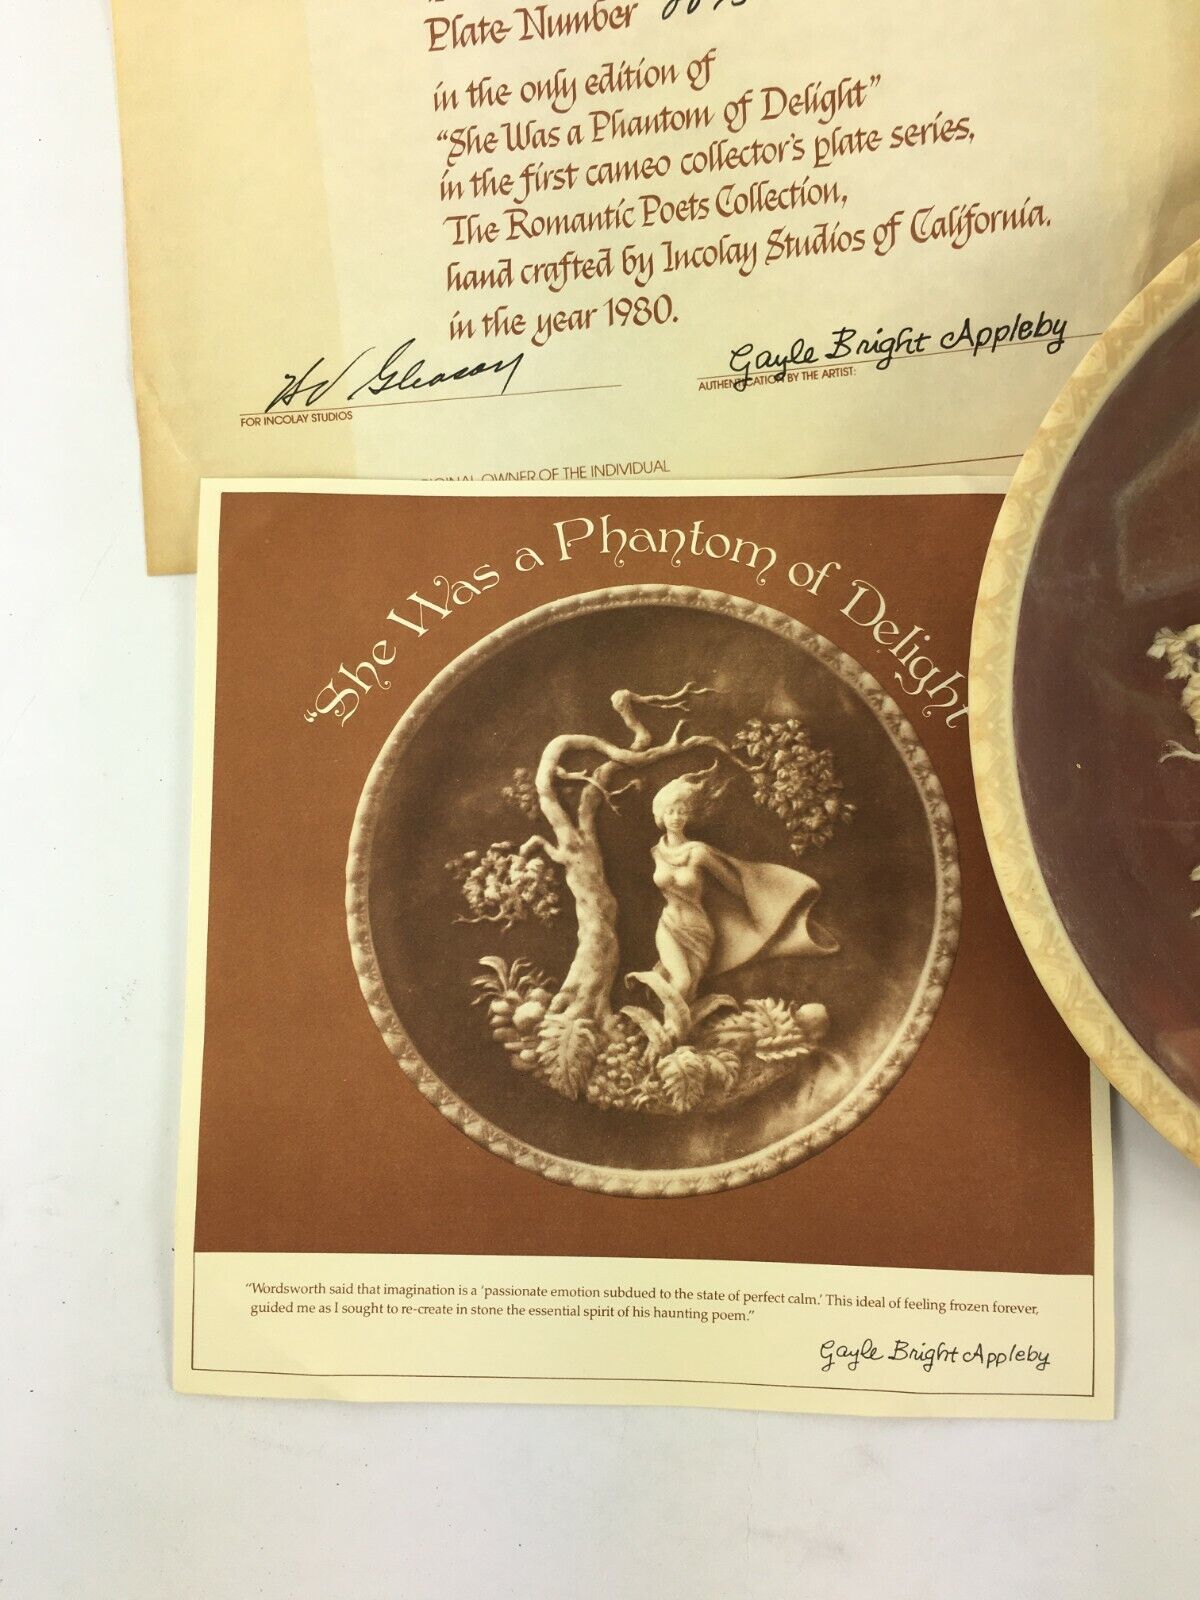 Plate Number
in the only edition of
“She Was a Phantom of Delight”
in the first cameo collector's plate series,
The Romantic Poets Collection,
hand crafted by Incolay Studios of California.
in the year 1980.
Gleason
Gayle Bright Appleby
FOR INCOLAY STUDIOS
AUTHENTICATION BY THE ARTIST:
OWNER OF THE INDIVIDUAL
“She Was a Phantom of Delight
“Wordsworth said that imagination is a ‘passionate emotion subdued to the state of perfect calm.’ This ideal of feeling frozen forever,
guided me as I sought to re-create in stone the essential spirit of his haunting poem.”
Gayle Bright Appleby